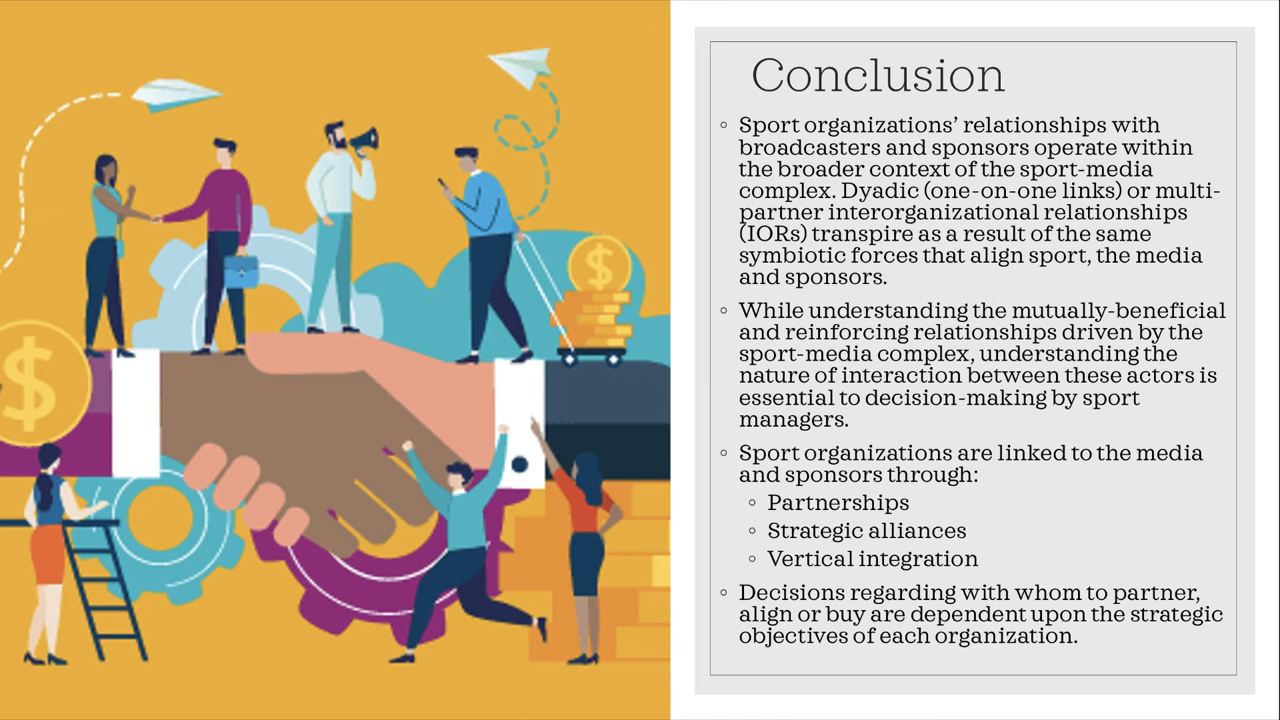 Conclusion
◦ Sport organizations’ relationships with
broadcasters and sponsors operate within
the broader context of the sport-media
complex. Dyadic (one-on-one links) or multi-
partner interorganizational relationships
(IORs) transpire as a result of the same
symbiotic forces that align sport, the media
and sponsors.
◦ While understanding the mutually-beneficial
and reinforcing relationships driven by the
sport-media complex, understanding the
nature of interaction between these actors is
essential to decision-making by sport
managers.
◦ Sport organizations are linked to the media
and sponsors through:
◦ Partnerships
◦ Strategic alliances
◦ Vertical integration
◦ Decisions regarding with whom to partner,
align or buy are dependent upon the strategic
objectives of each organization.
$
$